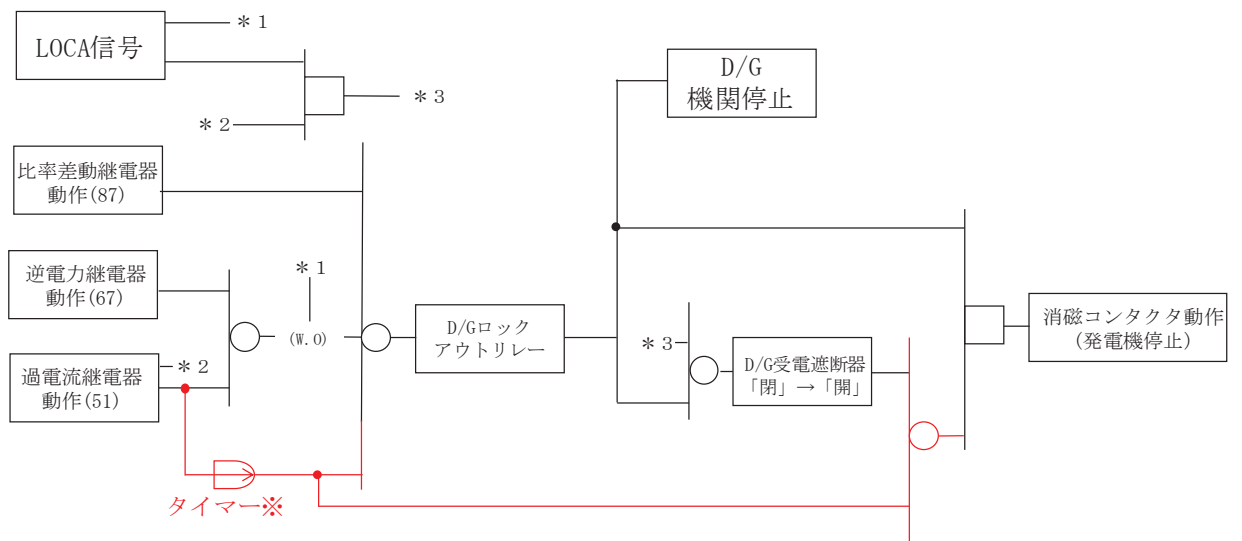 LOCA信号
＊1
＊2
＊3
D/G
機関停止
比率差動継電器
動作(87)
逆電力継電器
動作(67)
＊1
(W.O)
過電流継電器
動作(51)
＊2
D/Gロック
アウトリレー
＊3
D/G受電遮断器
「閉」→「開」
消磁コンタクタ動作
(発電機停止)
タイマー※